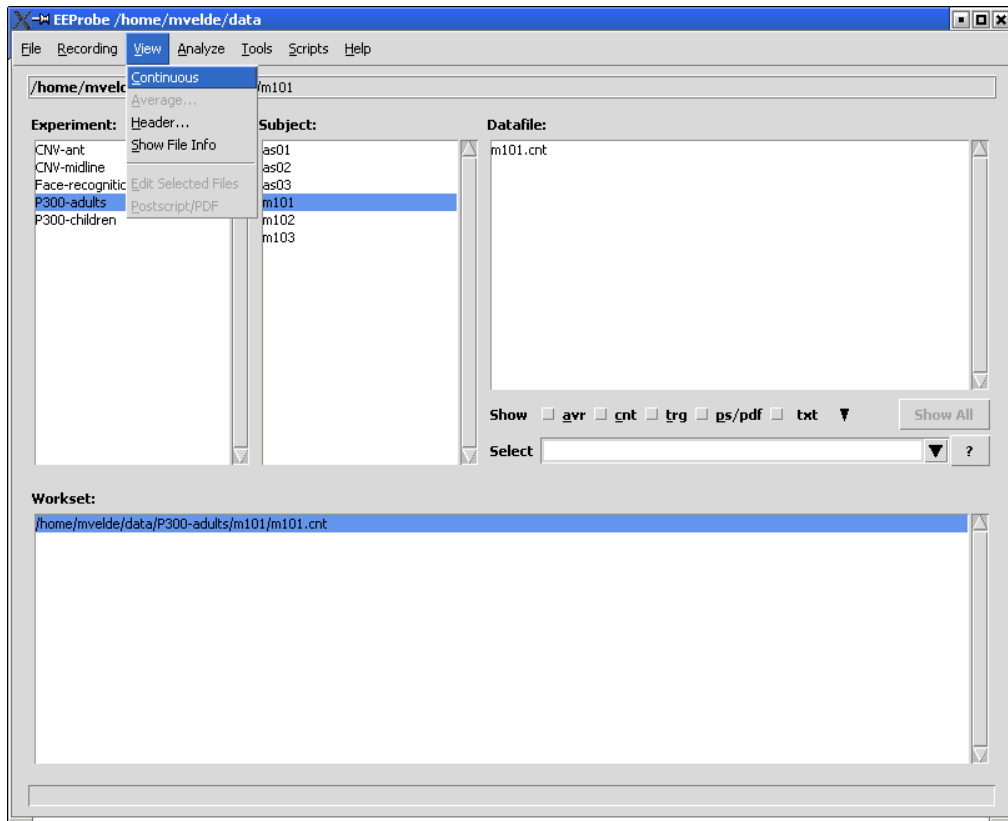 EEProbe /home/mvelde/data
File Recording View Analyze Tools Scripts Help
Continuous
Average...
Header...
Show File Info
Edit Selected Files
Postscript/PDF
/home/mveld /m101
Experiment:
CNV-ant
CNV-midline
Face-recognitic
P300-adults
P300-children
Subject:
as01
as02
as03
m101
m102
m103
Datafile:
m101.cnt
Show avr cnt trg ps/pdf txt Show All
Select ?
Workset:
/home/mvelde/data/P300-adults/m101/m101.cnt